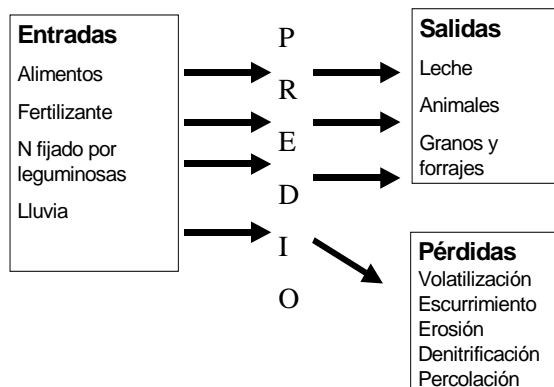 Entradas
Alimentos
Fertilizante
N fijado por
leguminosas
Lluvia
P
R
E
D
I
O
Salidas
Leche
Animales
Granos y
forrajes
Pérdidas
Volatilización
Escurrimiento
Erosión
Denitrificación
Percolación